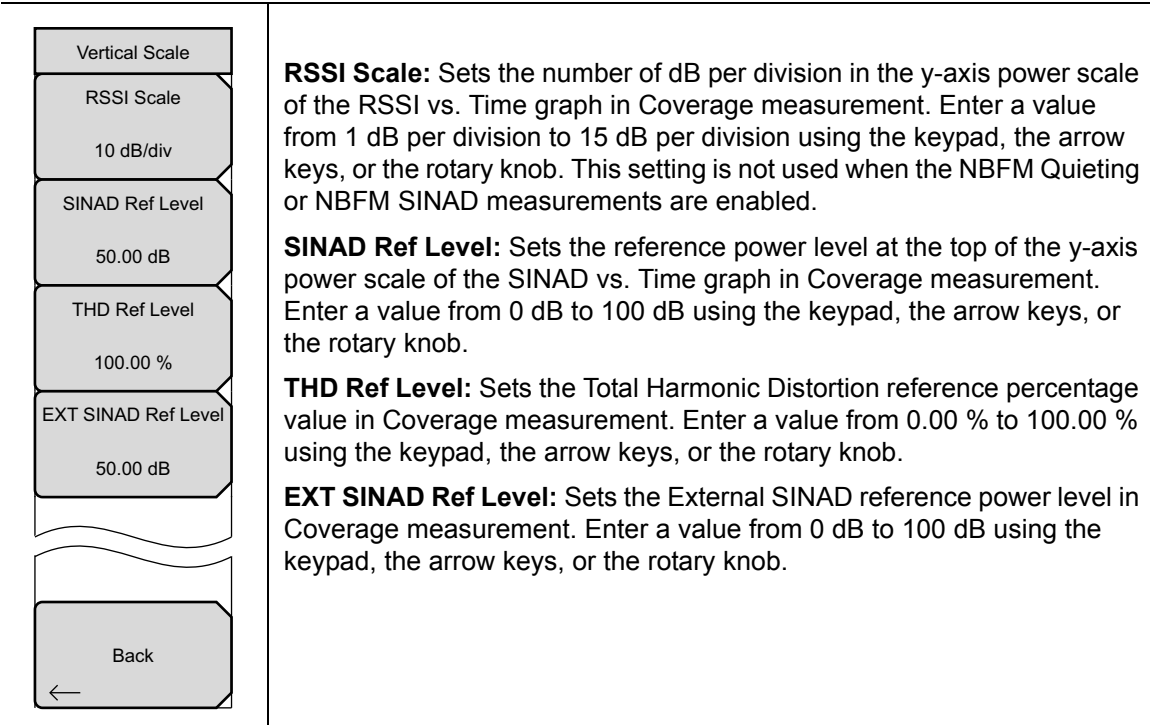 Vertical Scale
RSSI Scale
10 dB/div
SINAD Ref Level
50.00 dB
THD Ref Level
100.00 %
EXT SINAD Ref Level
50.00 dB
Back
RSSI Scale: Sets the number of dB per division in the y-axis power scale
of the RSSI vs. Time graph in Coverage measurement. Enter a value
from 1 dB per division to 15 dB per division using the keypad, the arrow
keys, or the rotary knob. This setting is not used when the NBFM Quieting
or NBFM SINAD measurements are enabled.
SINAD Ref Level: Sets the reference power level at the top of the y-axis
power scale of the SINAD vs. Time graph in Coverage measurement.
Enter a value from 0 dB to 100 dB using the keypad, the arrow keys, or
the rotary knob.
THD Ref Level: Sets the Total Harmonic Distortion reference percentage
value in Coverage measurement. Enter a value from 0.00 % to 100.00 %
using the keypad, the arrow keys, or the rotary knob.
EXT SINAD Ref Level: Sets the External SINAD reference power level in
Coverage measurement. Enter a value from 0 dB to 100 dB using the
keypad, the arrow keys, or the rotary knob.